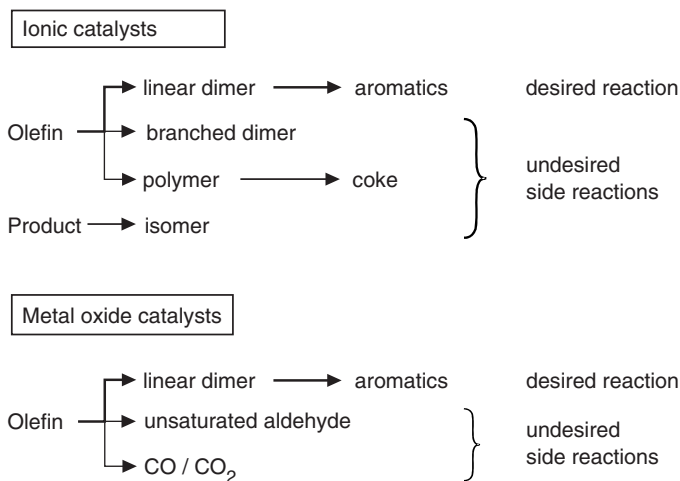 Ionic catalysts
linear dimer aromatics desired reaction
Olefin branched dimer
polymer coke
undesired
side reactions
Product isomer
Metal oxide catalysts
linear dimer aromatics desired reaction
Olefin unsaturated aldehyde
CO / CO2
undesired
side reactions